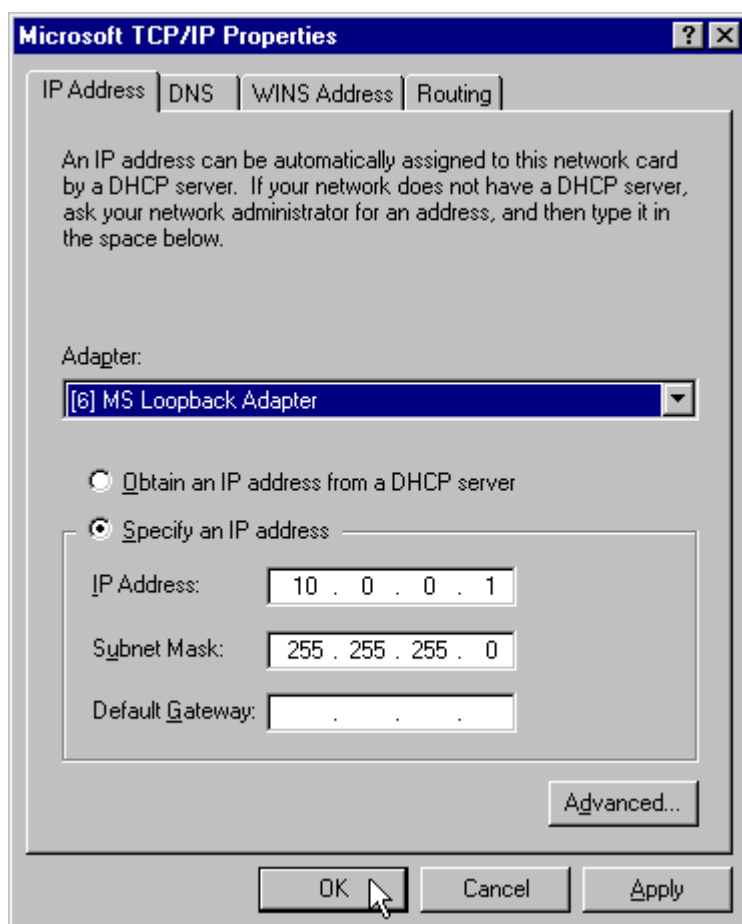 Microsoft TCP/IP Properties
IP Address DNS WINS Address Routing
An IP address can be automatically assigned to this network card
by a DHCP server. If your network does not have a DHCP server,
ask your network administrator for an address, and then type it in
the space below.
Adapter:
[6] MS Loopback Adapter
Obtain an IP address from a DHCP server
Specify an IP address
IP Address: 10 . 0 . 0 . 1
Subnet Mask: 255 . 255 . 255 . 0
Default Gateway: . . .
Advanced...
OK Cancel Apply